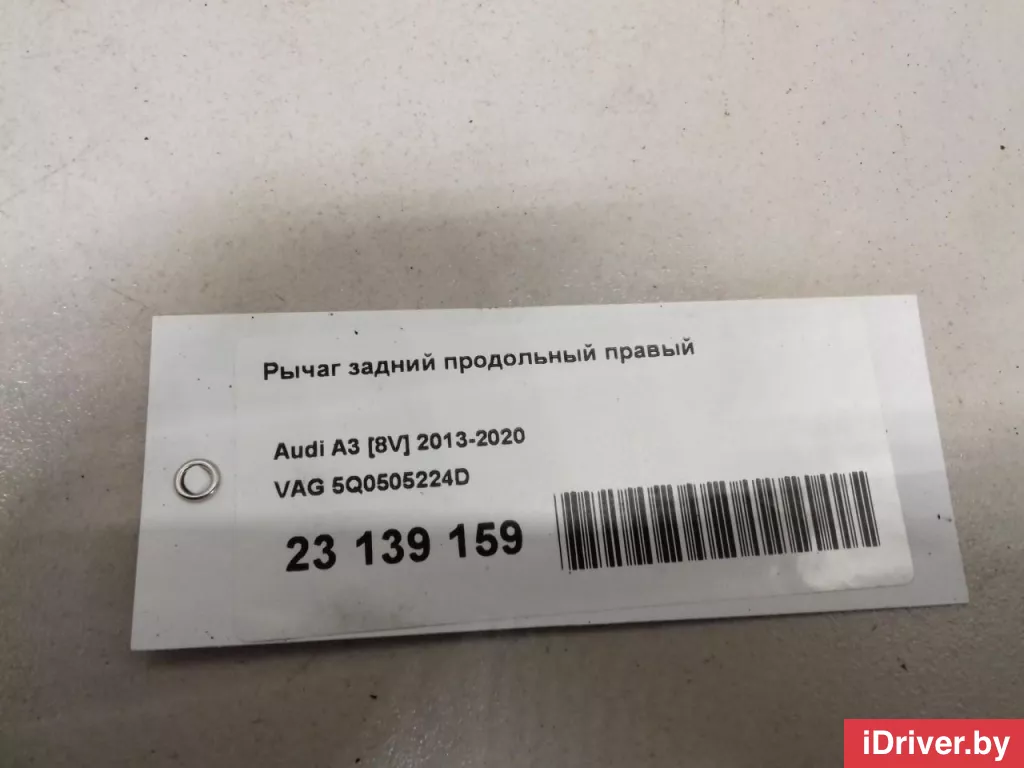 Рычаг задний продольный правый
Audi A3 [8V] 2013-2020
VAG 5Q0505224D
23 139 159
iDriver.by